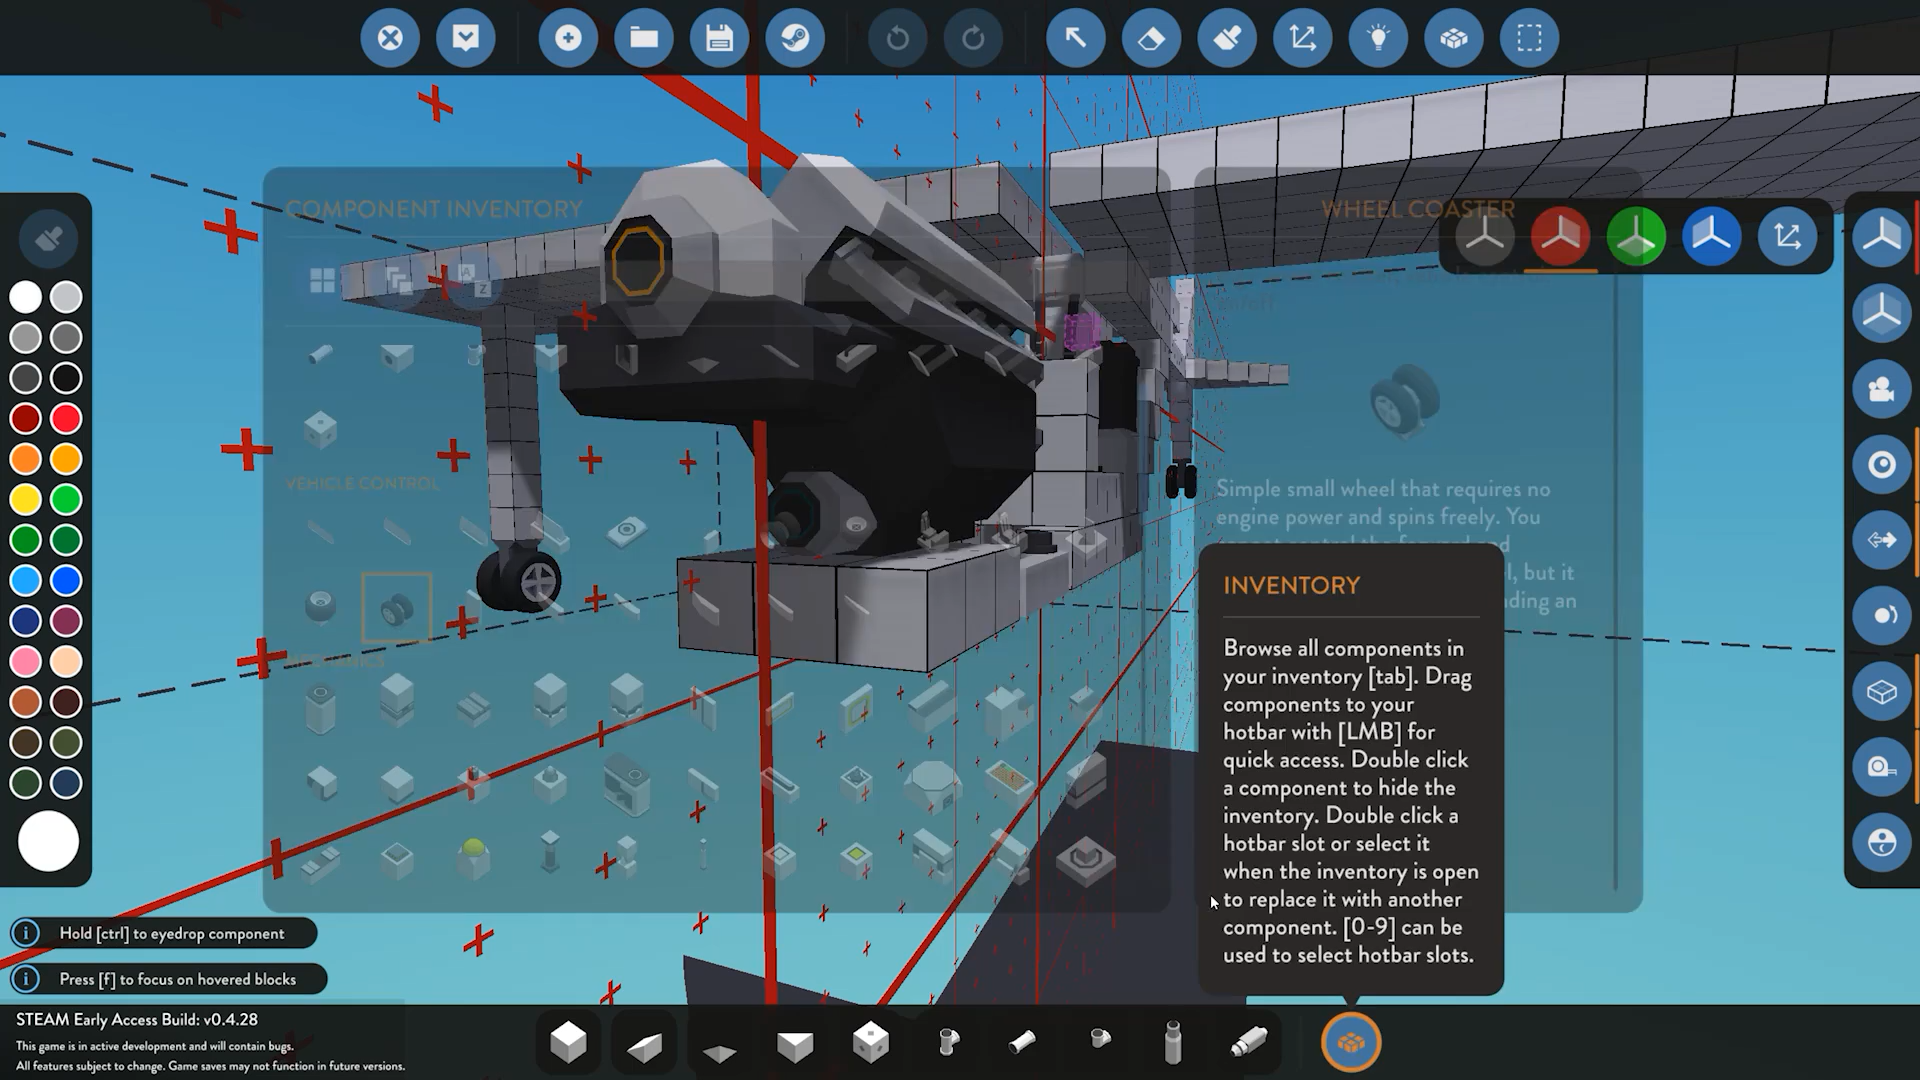 COMPONENT INVENTORY
WHEEL COASTER
on/off
VEHICLE CONTROL
Simple small wheel that requires no
engine power and spins freely. You
MECHANICS
INVENTORY
Browse all components in
your inventory [tab]. Drag
components to your
hotbar with [LMB] for
quick access. Double click
a component to hide the
inventory. Double click a
hotbar slot or select it
when the inventory is open
to replace it with another
component. [0-9] can be
used to select hotbar slots.
but it
Hold [ctrl] to eyedrop component
Press [f] to focus on hovered blocks
STEAM Early Access Build: v0.4.28
This game is in active development and will contain bugs.
All features subject to change. Game saves may not function in future versions.